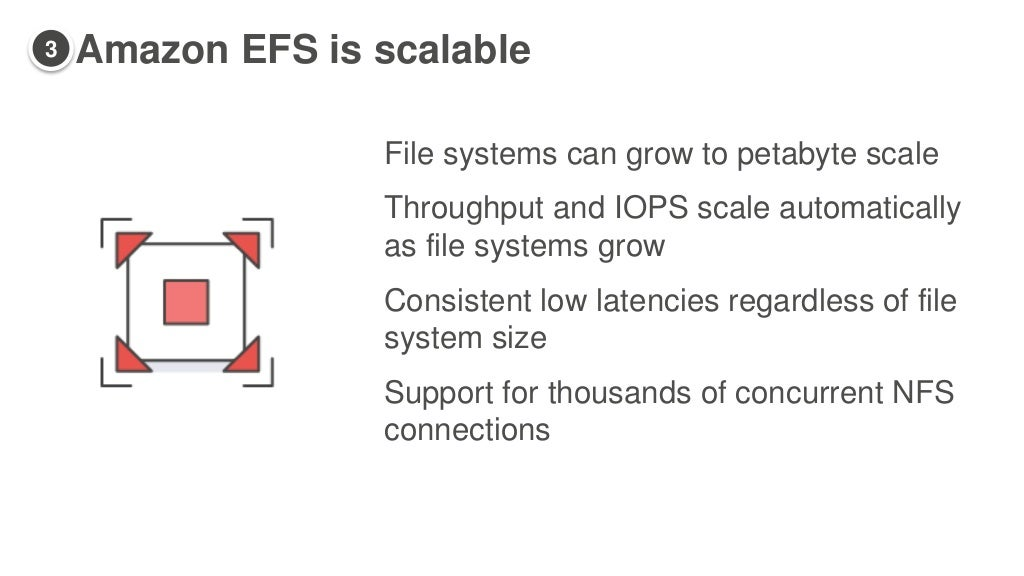 3 Amazon EFS is scalable
File systems can grow to petabyte scale
Throughput and IOPS scale automatically
as file systems grow
Consistent low latencies regardless of file
system size
Support for thousands of concurrent NFS
connections